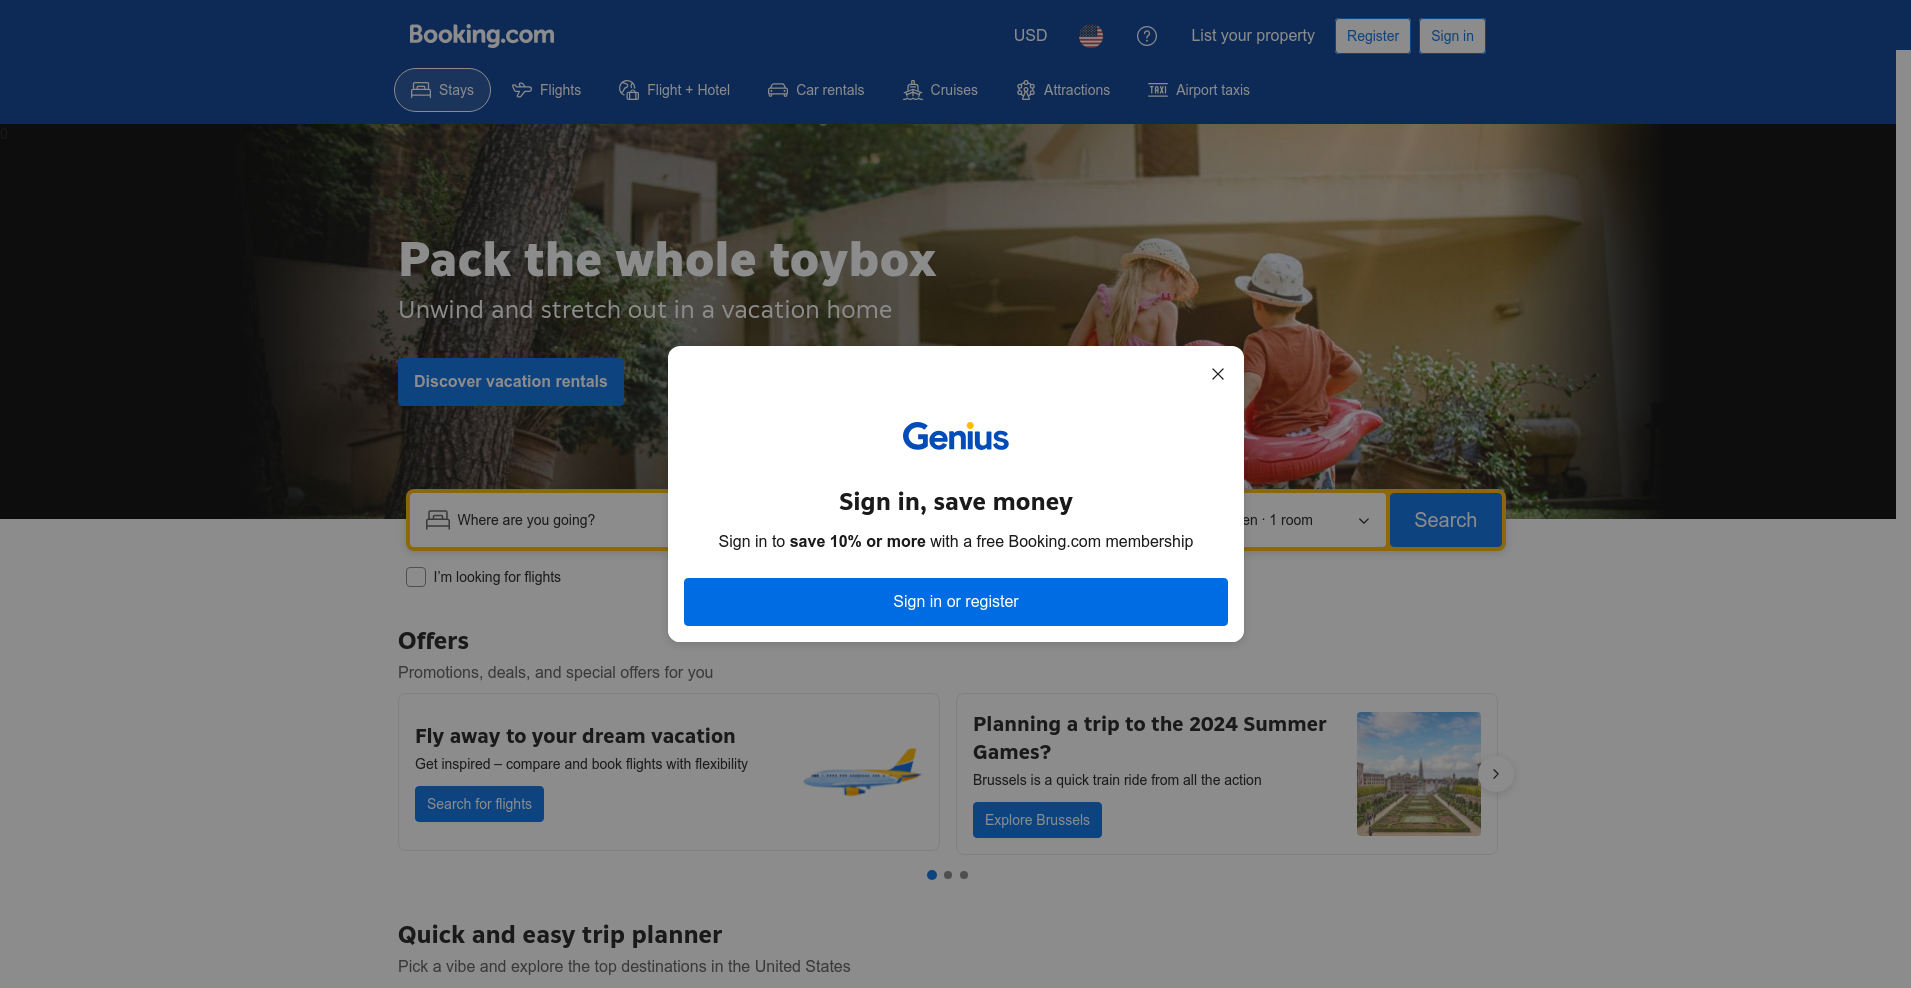 Booking.com
USD
List your property
Register
Sign in
Stays
Flights
Flight + Hotel
Car rentals
Cruises
Attractions
TAXI Airport taxis
0
Pack the whole toybox
Unwind and stretch out in a vacation home
Discover vacation rentals
Genius
Sign in, save money
Sign in to save 10% or more with a free Booking.com membership
Sign in or register
Where are you going?
en · 1 room
Search
I'm looking for flights
Offers
Promotions, deals, and special offers for you
Fly away to your dream vacation
Get inspired – compare and book flights with flexibility
Search for flights
Planning a trip to the 2024 Summer
Games?
Brussels is a quick train ride from all the action
Explore Brussels
Quick and easy trip planner
Pick a vibe and explore the top destinations in the United States